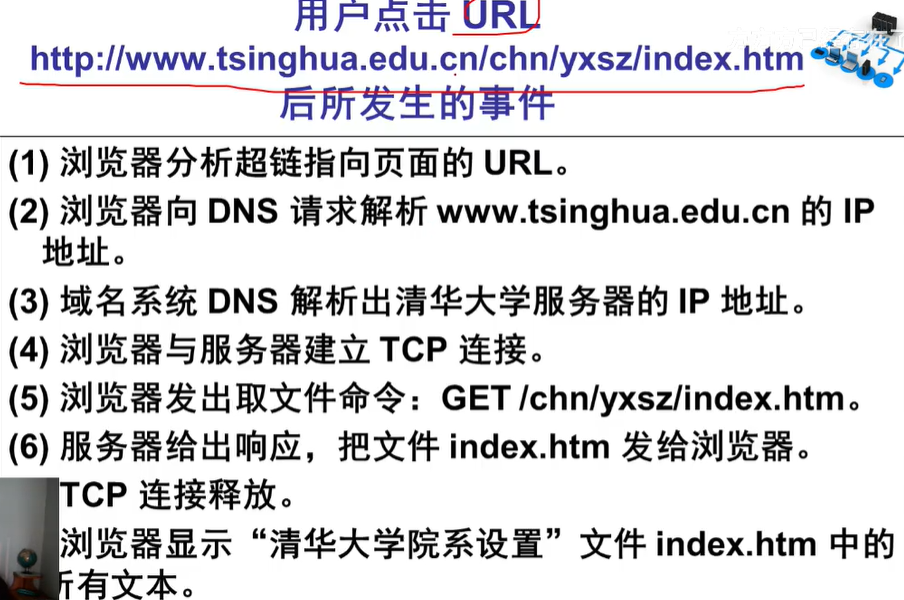 用户点击 URL
http://www.tsinghua.edu.cn/chn/yxsz/index.htm
后所发生的事件
(1) 浏览器分析超链指向页面的 URL。
(2) 浏览器向 DNS 请求解析 www.tsinghua.edu.cn 的 IP
地址。
(3) 域名系统 DNS 解析出清华大学服务器的 IP 地址。
(4) 浏览器与服务器建立 TCP 连接。
(5) 浏览器发出取文件命令：GET /chn/yxsz/index.htm。
(6) 服务器给出响应，把文件 index.htm 发给浏览器。
TCP 连接释放。
浏览器显示“清华大学院系设置”文件 index.htm 中的
所有文本。